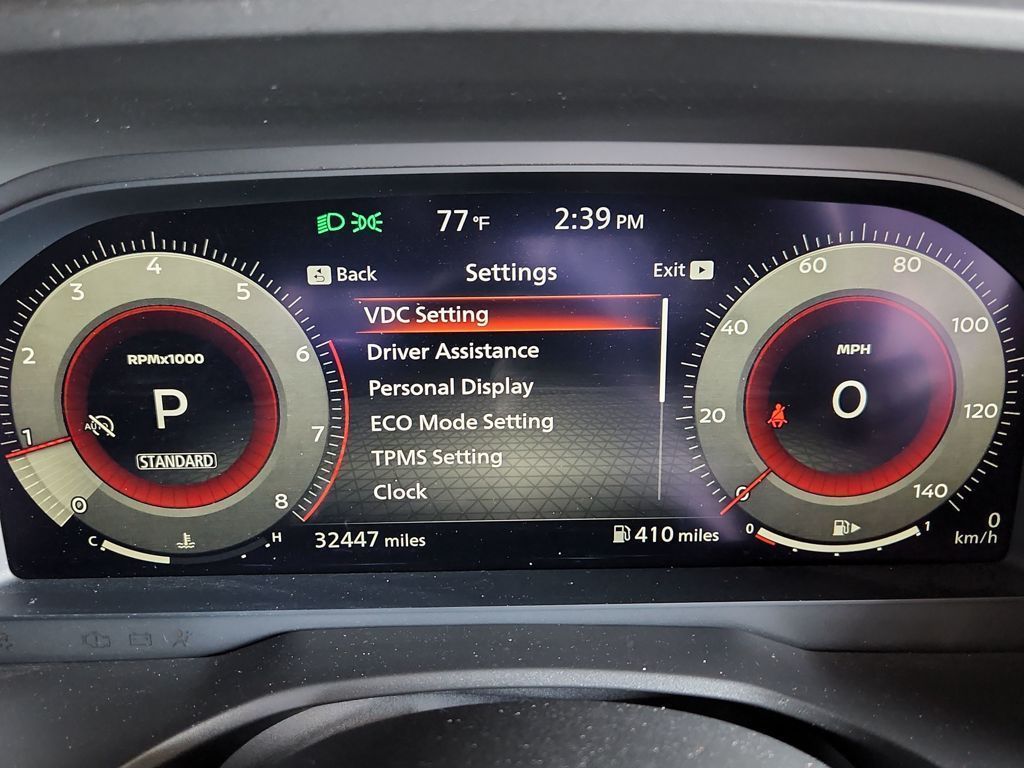 77 °F 2:39 PM
Back Settings Exit
VDC Setting
Driver Assistance
Personal Display
ECO Mode Setting
TPMS Setting
Clock
32447 miles 410 miles
RPMx1000
P
AUTO
STANDARD
0 1 2 3 4 5 6 7 8
C H
MPH
0
0 20 40 60 80 100 120 140
0 1
0
km/h